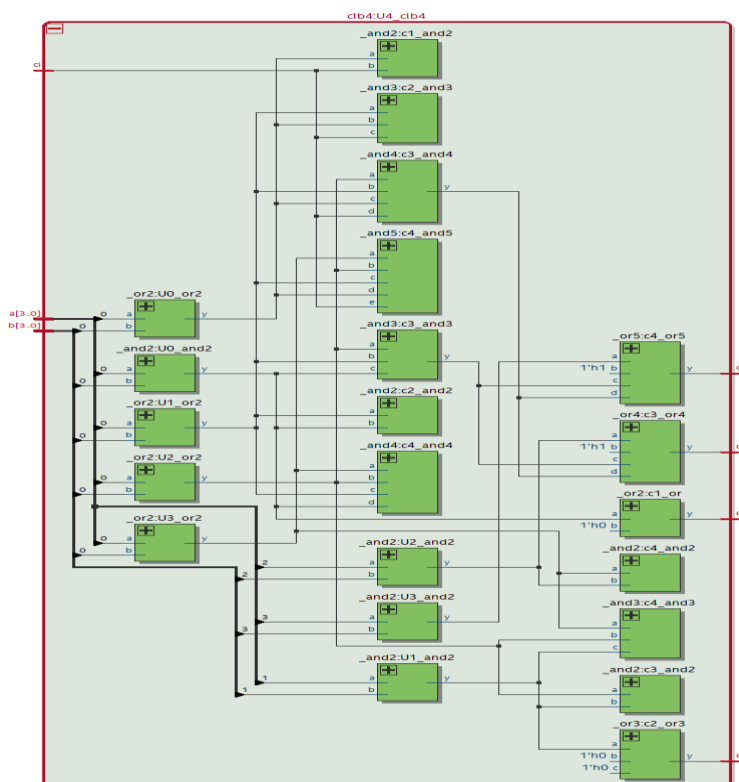 clb4:U4_clb4
ci
_and2:c1_and2
a
b
_and3:c2_and3
a
b
c
_and4:c3_and4
a
b
c
d
y
_and5:c4_and5
a
b
c
d
e
a[3..0]
b[3..0]
_or2:U0_or2
0 a
0 b
y
_and2:U0_and2
0 a
0 b
y
_or2:U1_or2
0 a
0 b
y
_or2:U2_or2
0 a
0 b
y
_or2:U3_or2
0 a
0 b
y
_and3:c3_and3
a
b
c
y
_and2:c2_and2
a
b
_and4:c4_and4
a
b
c
d
_and2:U2_and2
2 a
2 b
y
_and2:U3_and2
3 a
3 b
y
_and2:U1_and2
1 a
1 b
y
_or5:c4_or5
a
1'h1 b
c
d
y
_or4:c3_or4
a
1'h1 b
c
d
y
_or2:c1_or
a
1'h0 b
y
_and2:c4_and2
a
b
_and3:c4_and3
a
b
c
_and2:c3_and2
a
b
_or3:c2_or3
a
1'h0 b
1'h0 c
y